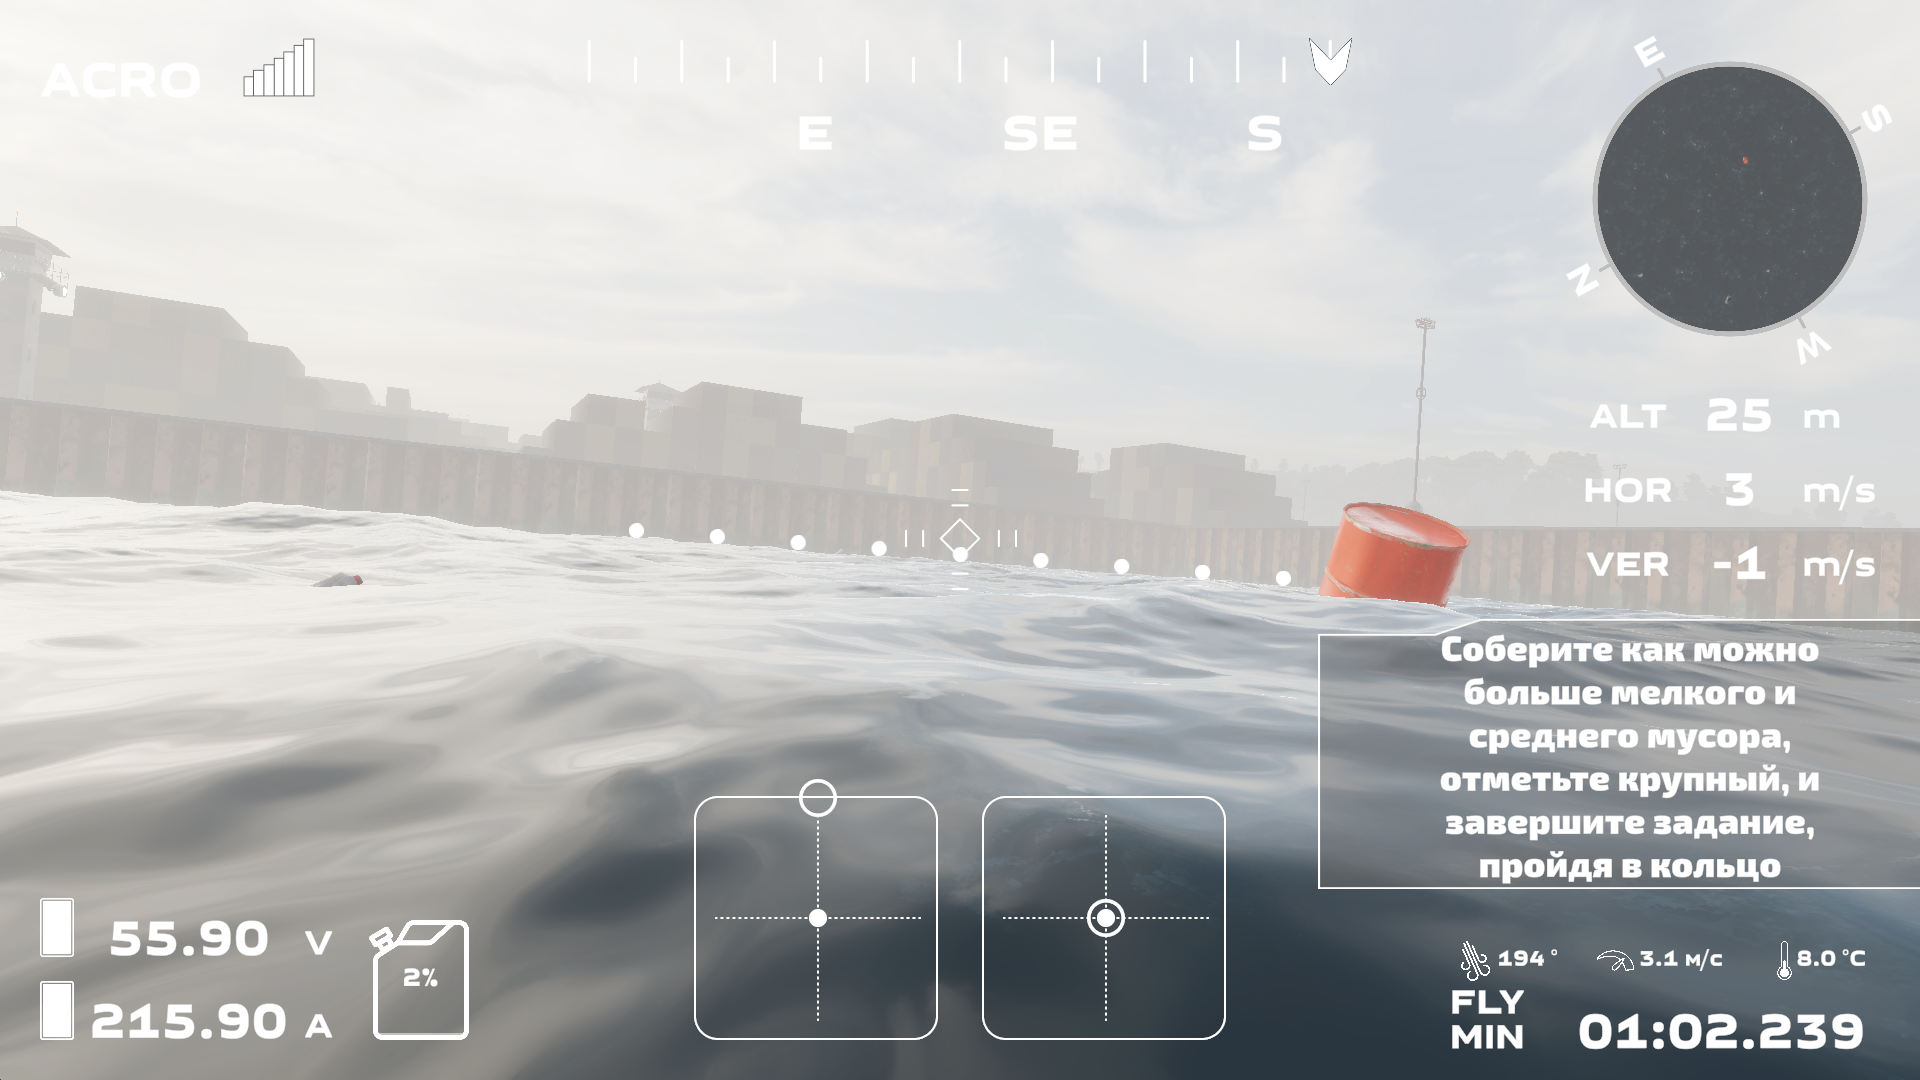 ACRO
E
SE
S
E
S
N
W
ALT 25 m
HOR 3 m/s
VER -1 m/s
Соберите как можно
больше мелкого и
среднего мусора,
отметьте крупный, и
завершите задание,
пройдя в кольцо
55.90 V
2%
215.90 A
194 °
3.1 м/с
8.0 °C
FLY
MIN
01:02.239